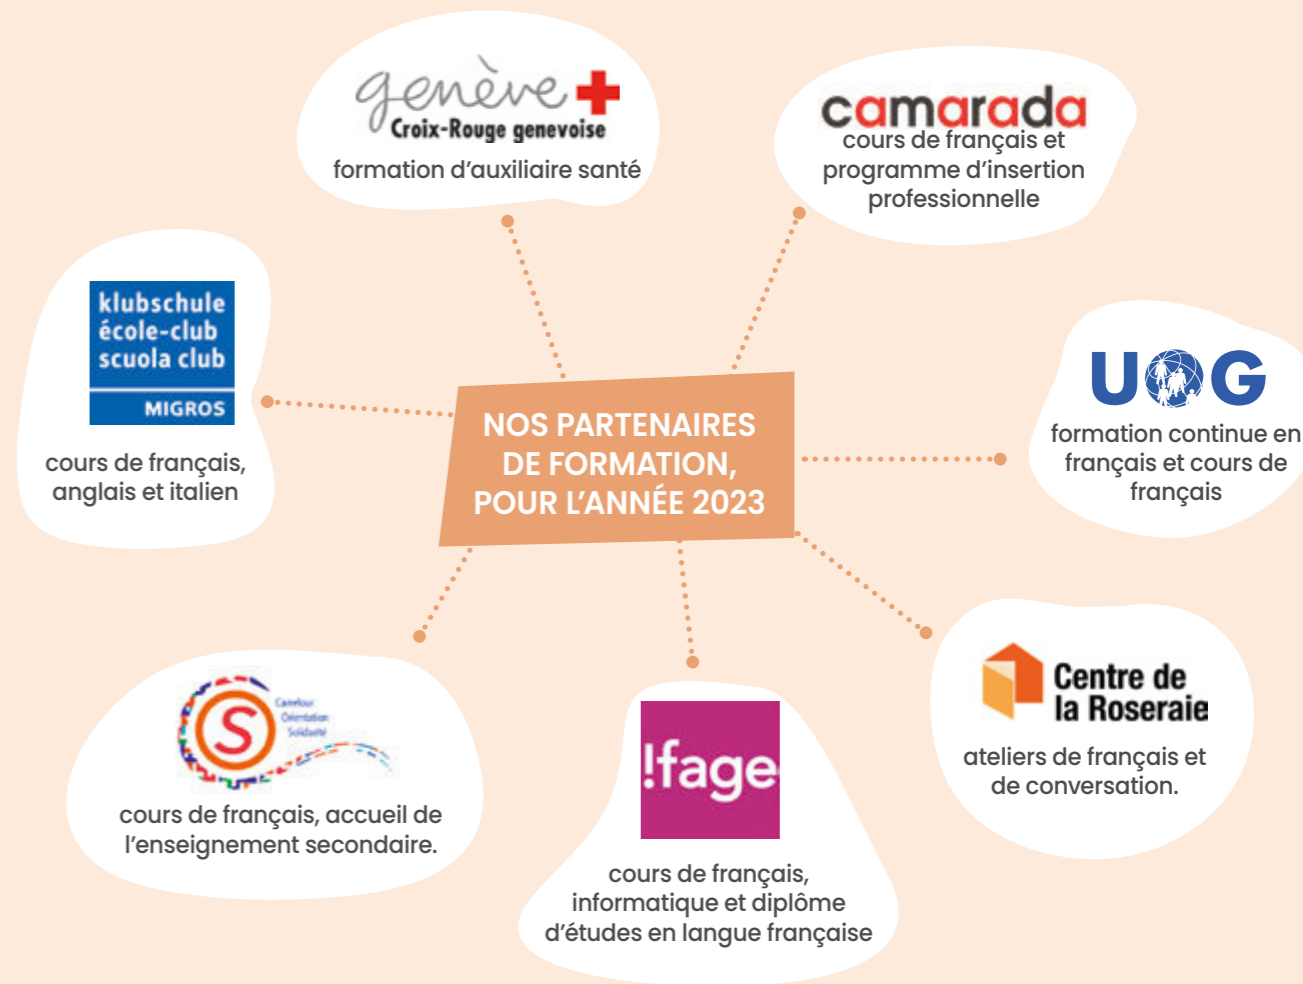 genève
Croix-Rouge genevoise
formation d'auxiliaire santé
camarada
cours de français et
programme d'insertion
professionnelle
klubschule
école-club
scuola club
MIGROS
cours de français,
anglais et italien
NOS PARTENAIRES
DE FORMATION,
POUR L'ANNÉE 2023
UOG
formation continue en
français et cours de
français
S
Carrefour
Orientation
Solidarité
cours de français, accueil de
l'enseignement secondaire.
!fage
cours de français,
informatique et diplôme
d'études en langue française
Centre de
la Roseraie
ateliers de français et
de conversation.